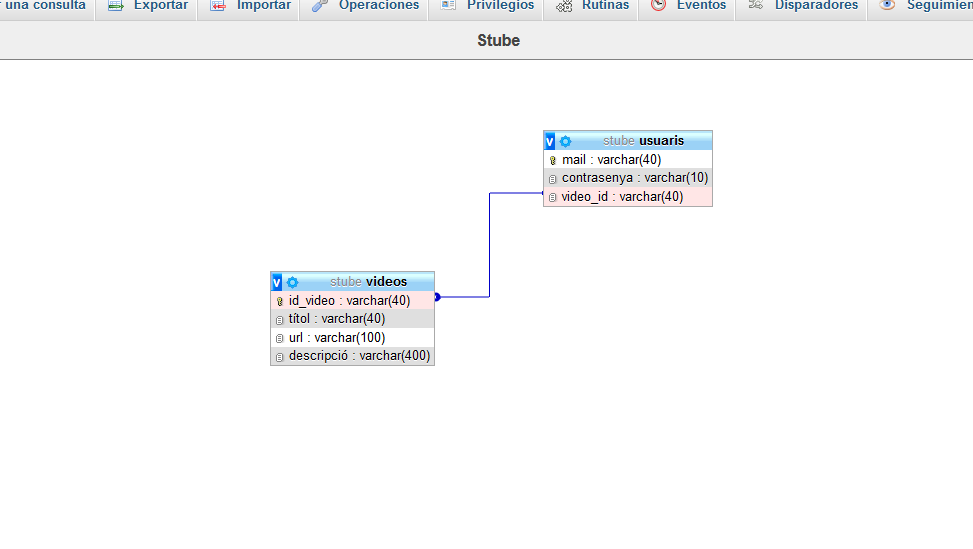 r una consulta Exportar Importar Operaciones Privilegios Rutinas Eventos Disparadores Seguimien
Stube
v stube usuaris
mail : varchar(40)
contrasenya : varchar(10)
video_id : varchar(40)
v stube videos
id_video : varchar(40)
títol : varchar(40)
url : varchar(100)
descripció : varchar(400)